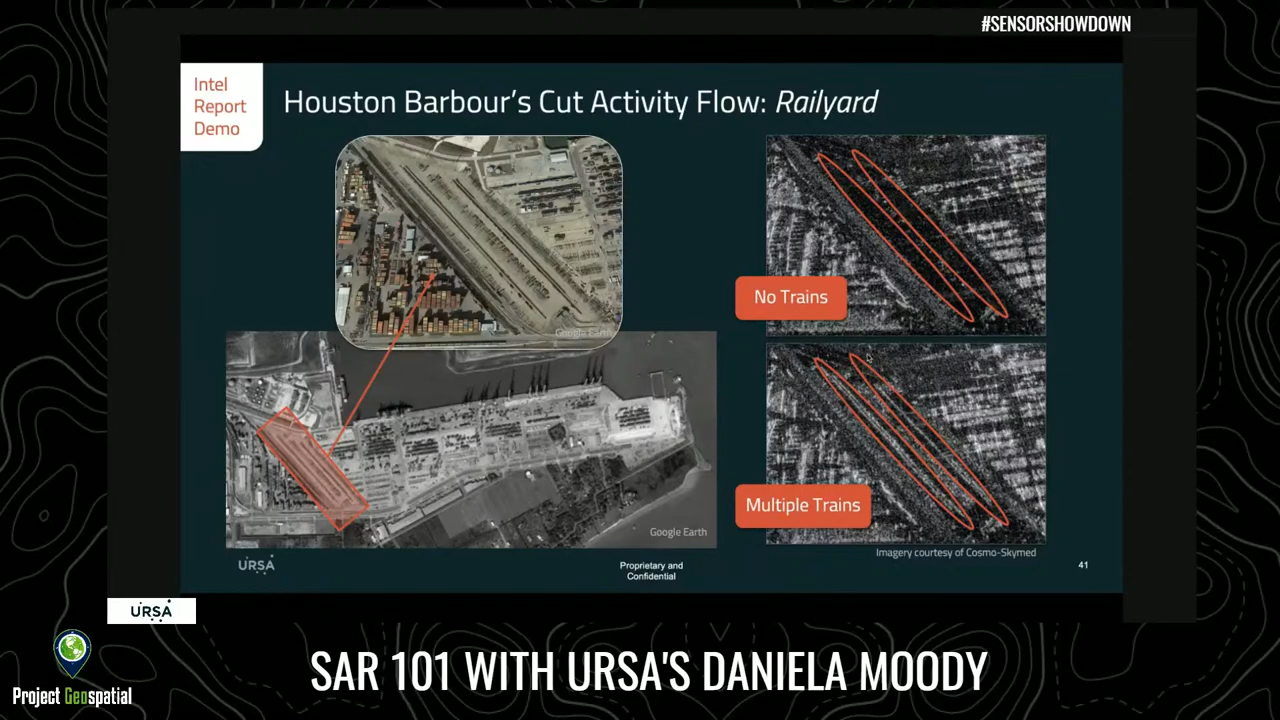 #SENSORSHOWDOWN
Intel
Report
Demo
Houston Barbour's Cut Activity Flow: Railyard
Google Earth
No Trains
Multiple Trains
Google Earth
Imagery courtesy of Cosmo-Skymed
URSA
Proprietary and
Confidential
41
URSA
SAR 101 WITH URSA'S DANIELA MOODY
Project Geospatial